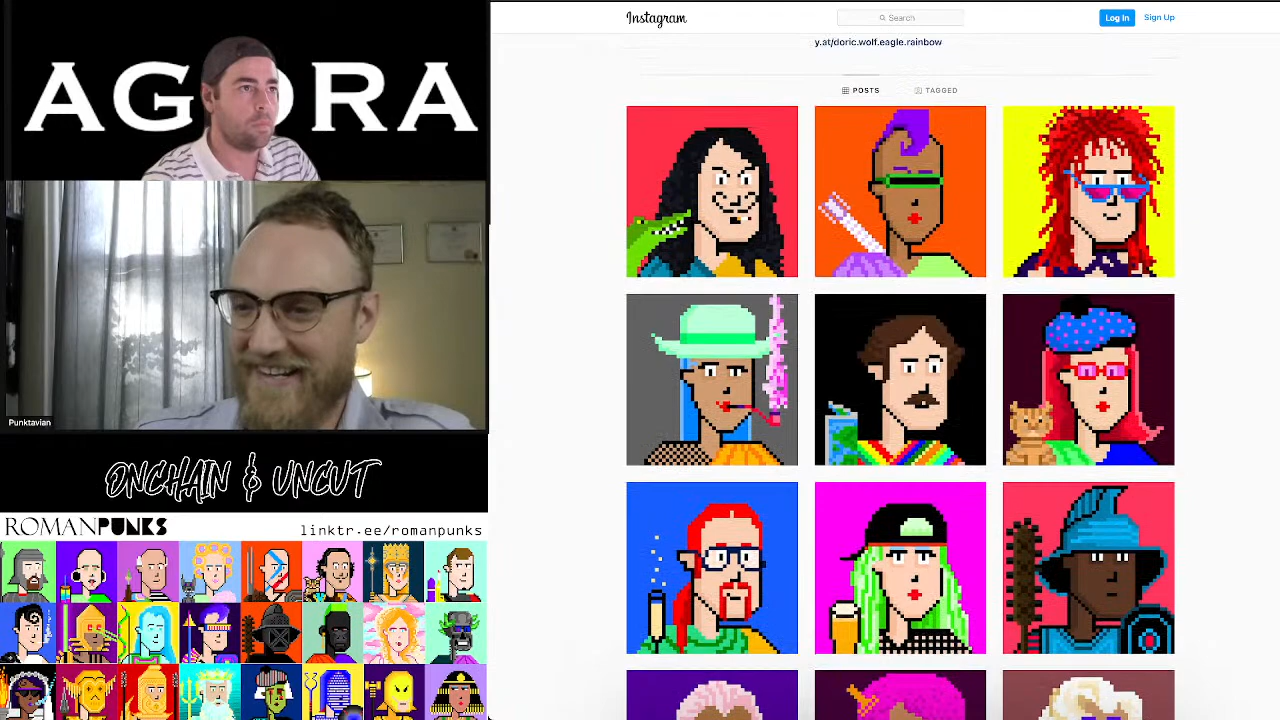 AGORA
Punktavian
ONCHAIN & UNCUT
ROMANPUNKS
linktr.ee/romanpunks
Instagram
Search
Log In
Sign Up
y.at/doric.wolf.eagle.rainbow
POSTS
TAGGED